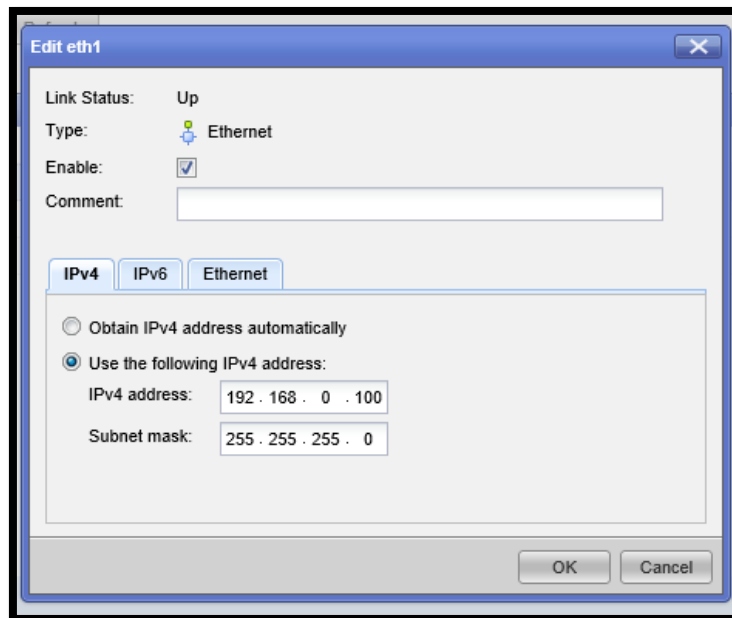 Edit eth1
Link Status: Up
Type: Ethernet
Enable:
Comment:
IPv4 IPv6 Ethernet
Obtain IPv4 address automatically
Use the following IPv4 address:
IPv4 address: 192 . 168 . 0 . 100
Subnet mask: 255 . 255 . 255 . 0
OK Cancel